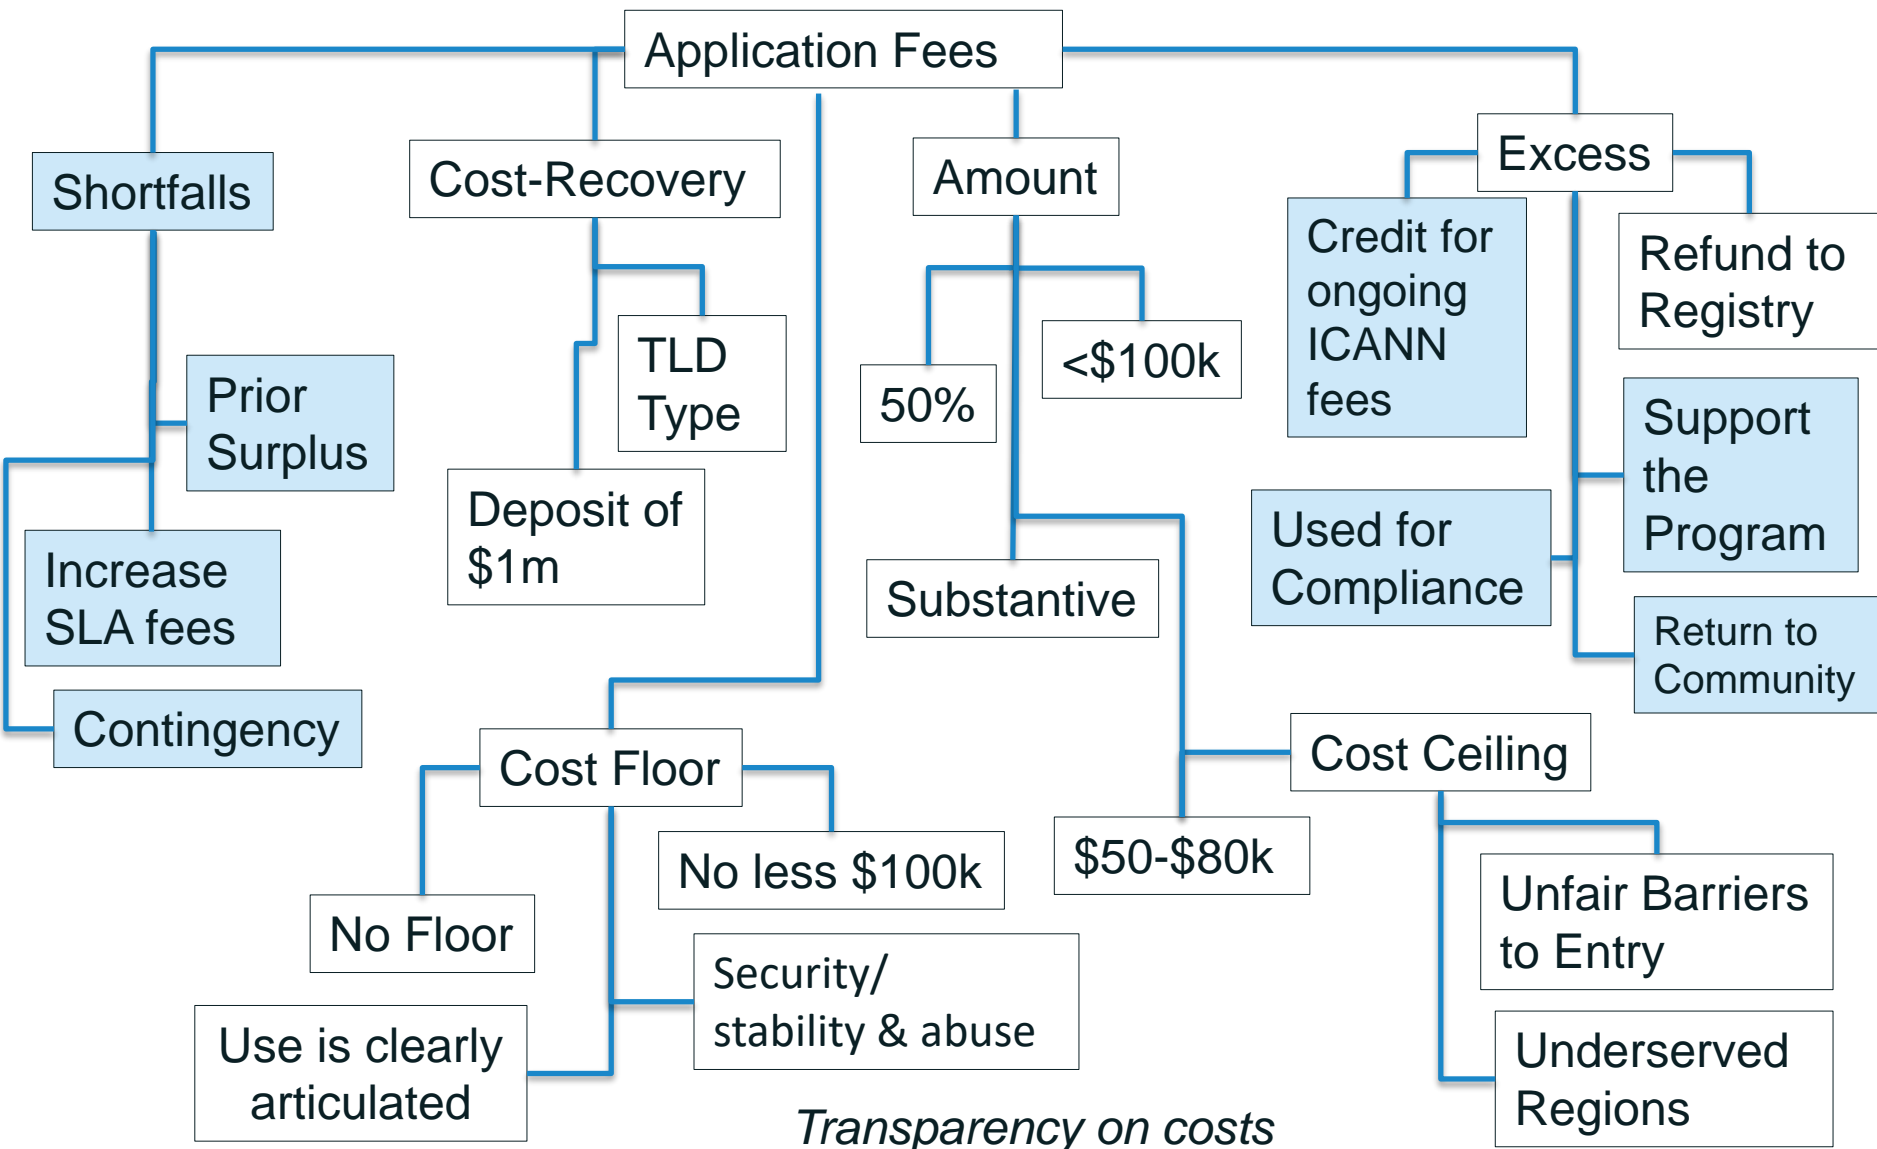 Application Fees
Shortfalls
Cost-Recovery
Amount
Excess
Credit for
ongoing
ICANN
fees
Refund to
Registry
Prior
Surplus
TLD
Type
50%
<$100k
Support
the
Program
Deposit of
$1m
Increase
SLA fees
Substantive
Used for
Compliance
Return to
Community
Contingency
Cost Floor
Cost Ceiling
No Floor
No less $100k
$50-$80k
Unfair Barriers
to Entry
Security/
stability & abuse
Use is clearly
articulated
Underserved
Regions
Transparency on costs